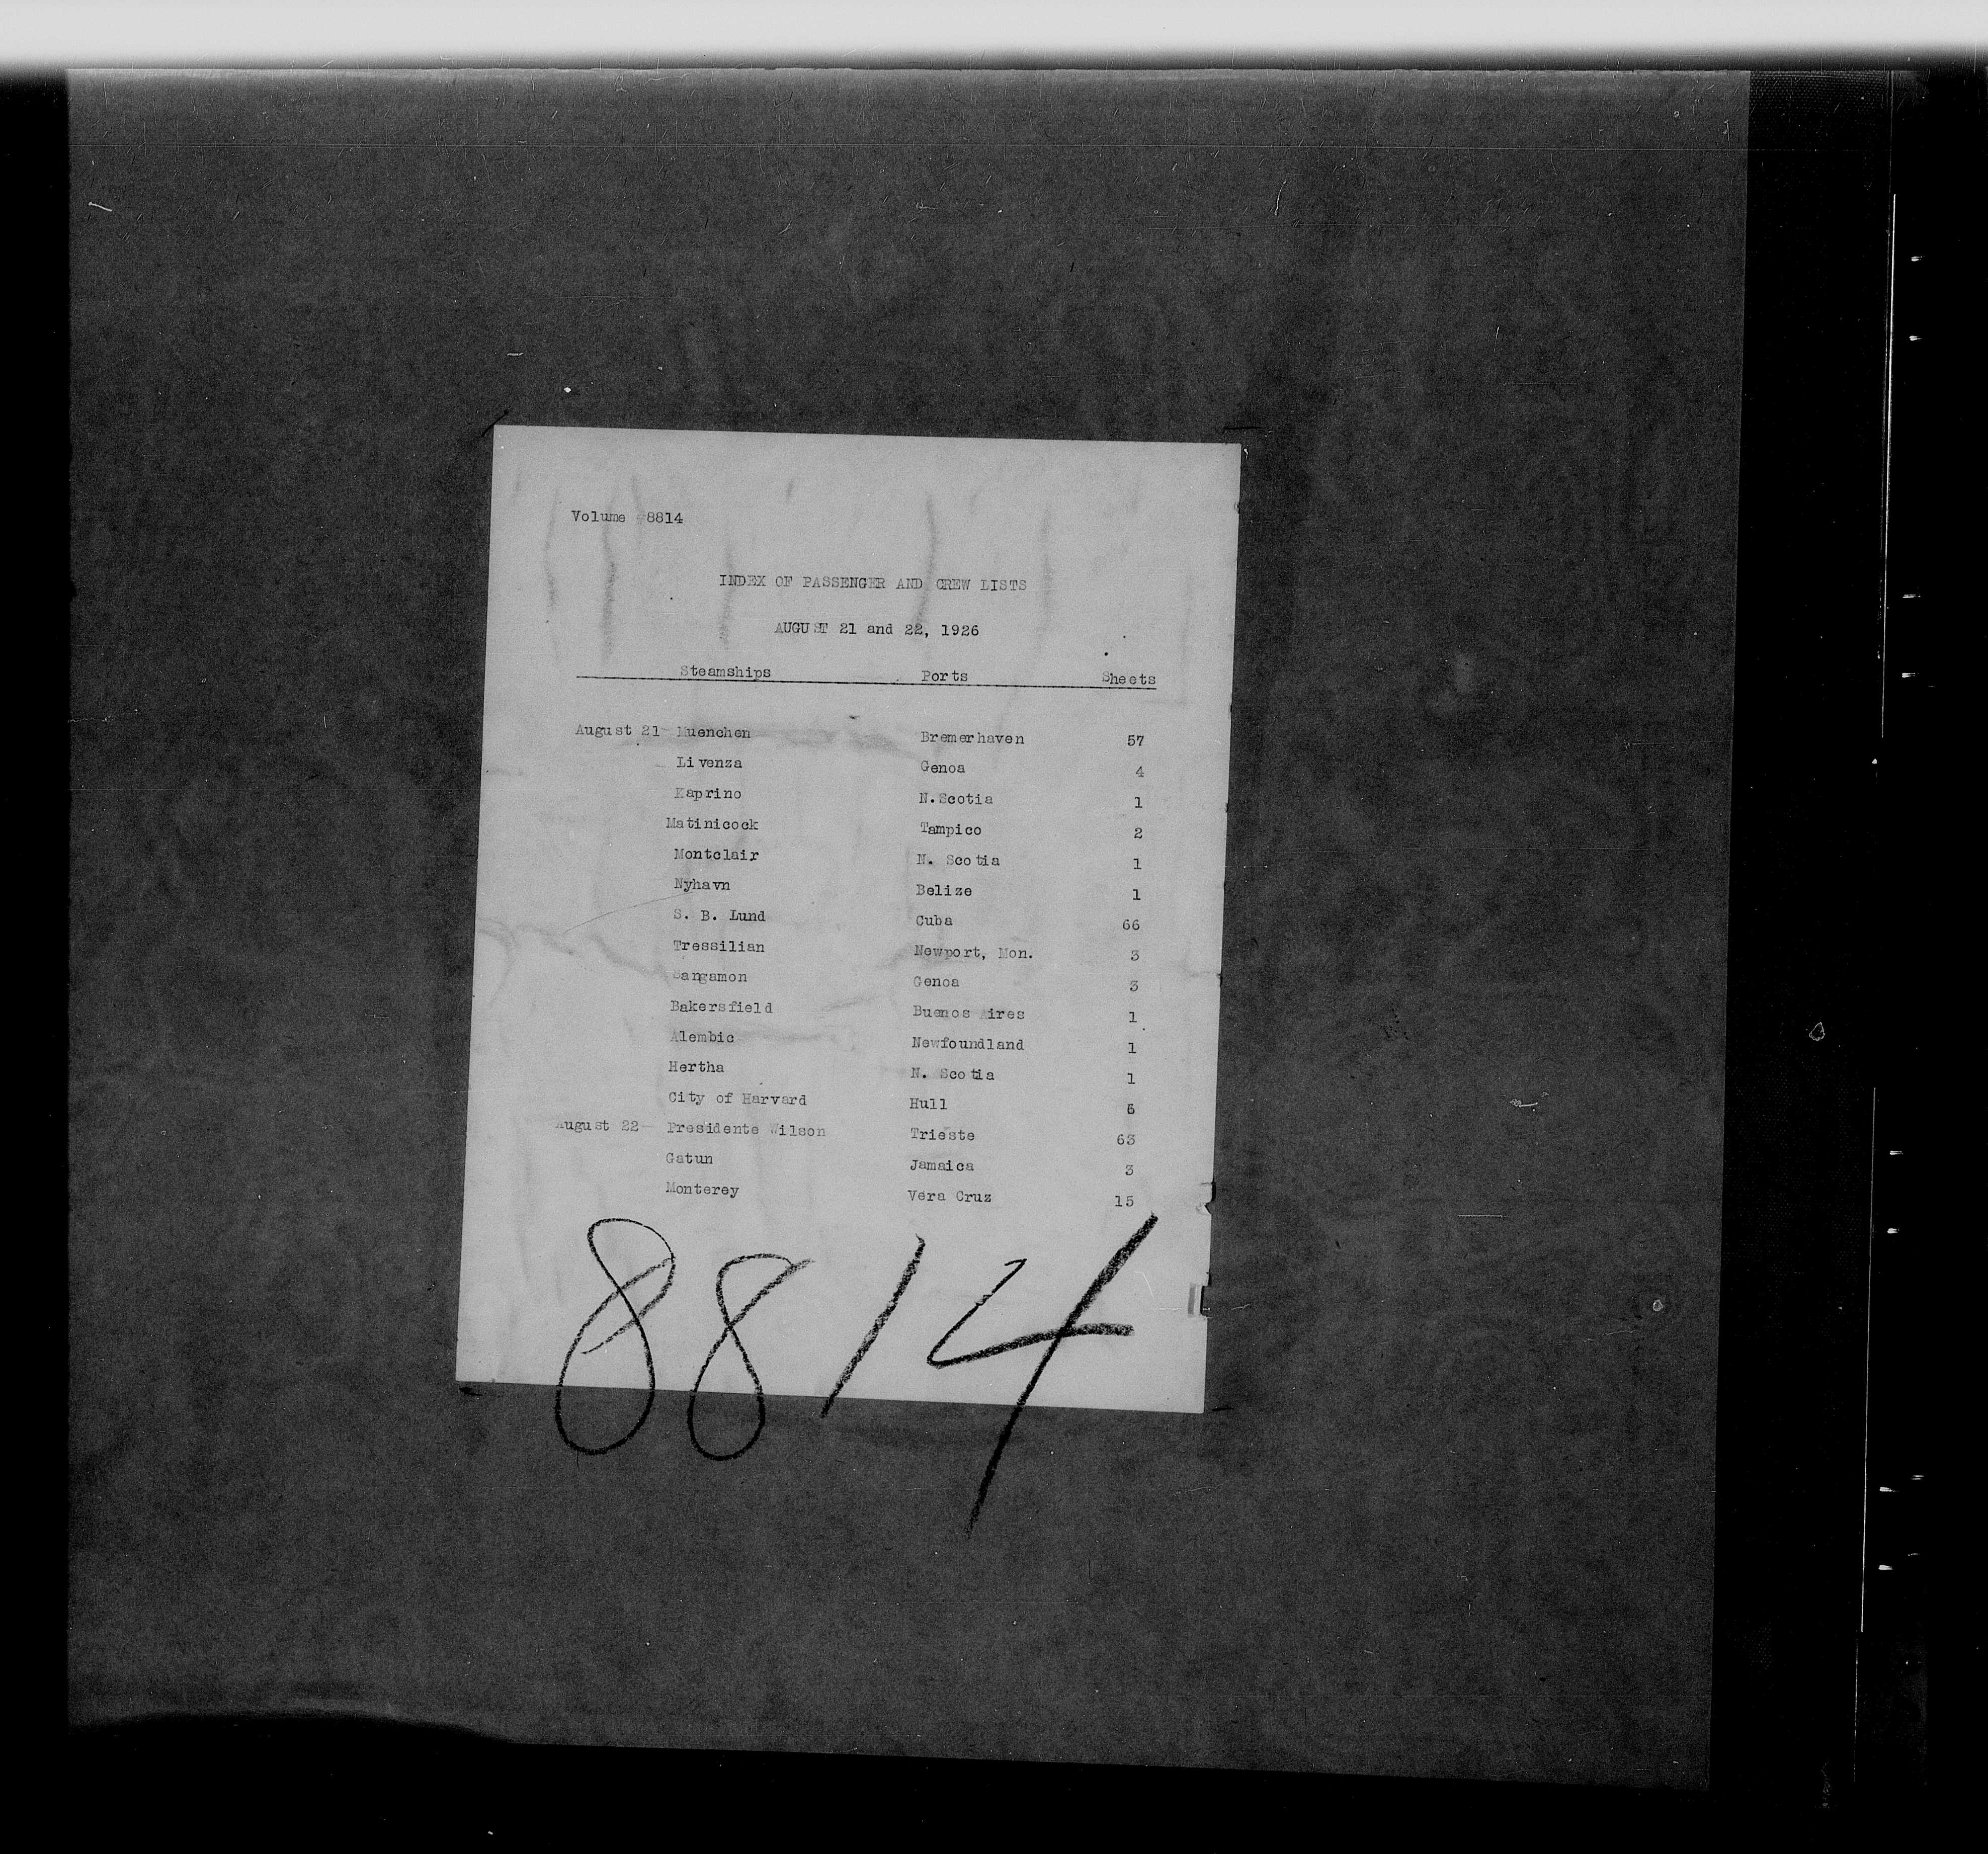 Volume 8814
INDEX OF PASSENGER AND CREW LISTS
AUGUST 21 and 22, 1926
Steamships Ports Sheets
August 21- Muenchen Bremerhaven 57
Livenza Genoa 4
Kaprino N.Scotia 1
Matinicock Tampico 2
Montclair N. Scotia 1
Nyhavn Belize 1
S. B. Lund Cuba 66
Tressilian Newport, Mon. 3
Sangamon Genoa 3
Bakersfield Buenos Aires 1
Alembic Newfoundland 1
Hertha N. Scotia 1
City of Harvard Hull
August 22- Presidente Wilson Trieste 63
Gatun Jamaica 3
Monterey Vera Cruz 15
8814